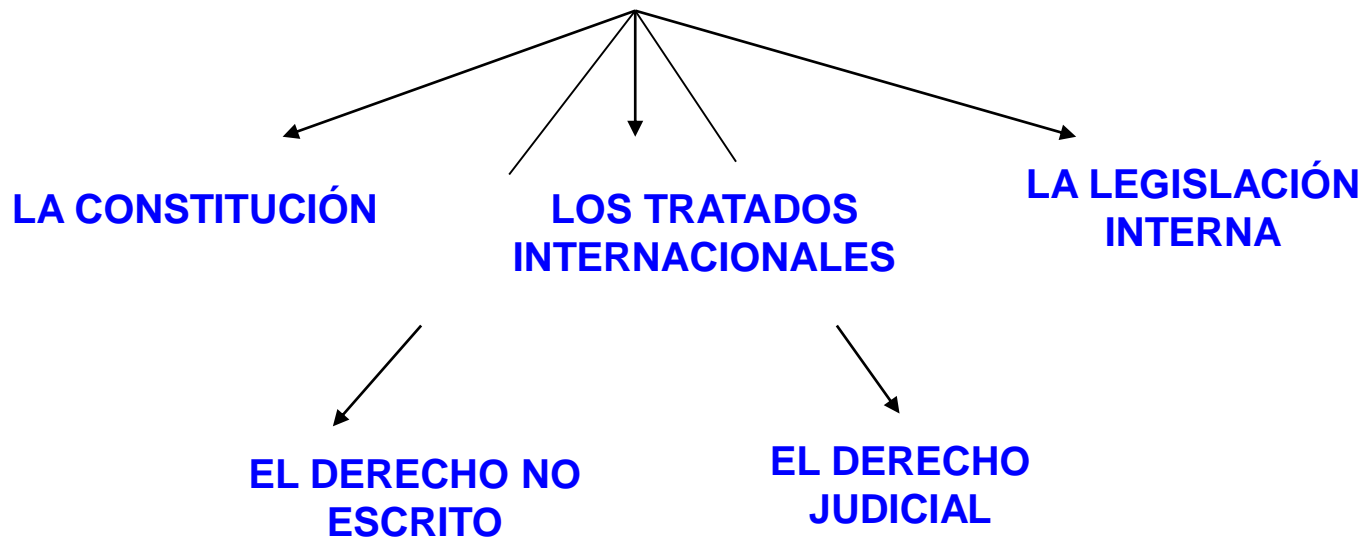 LA CONSTITUCIÓN
LOS TRATADOS
INTERNACIONALES
LA LEGISLACIÓN
INTERNA
EL DERECHO NO
ESCRITO
EL DERECHO
JUDICIAL